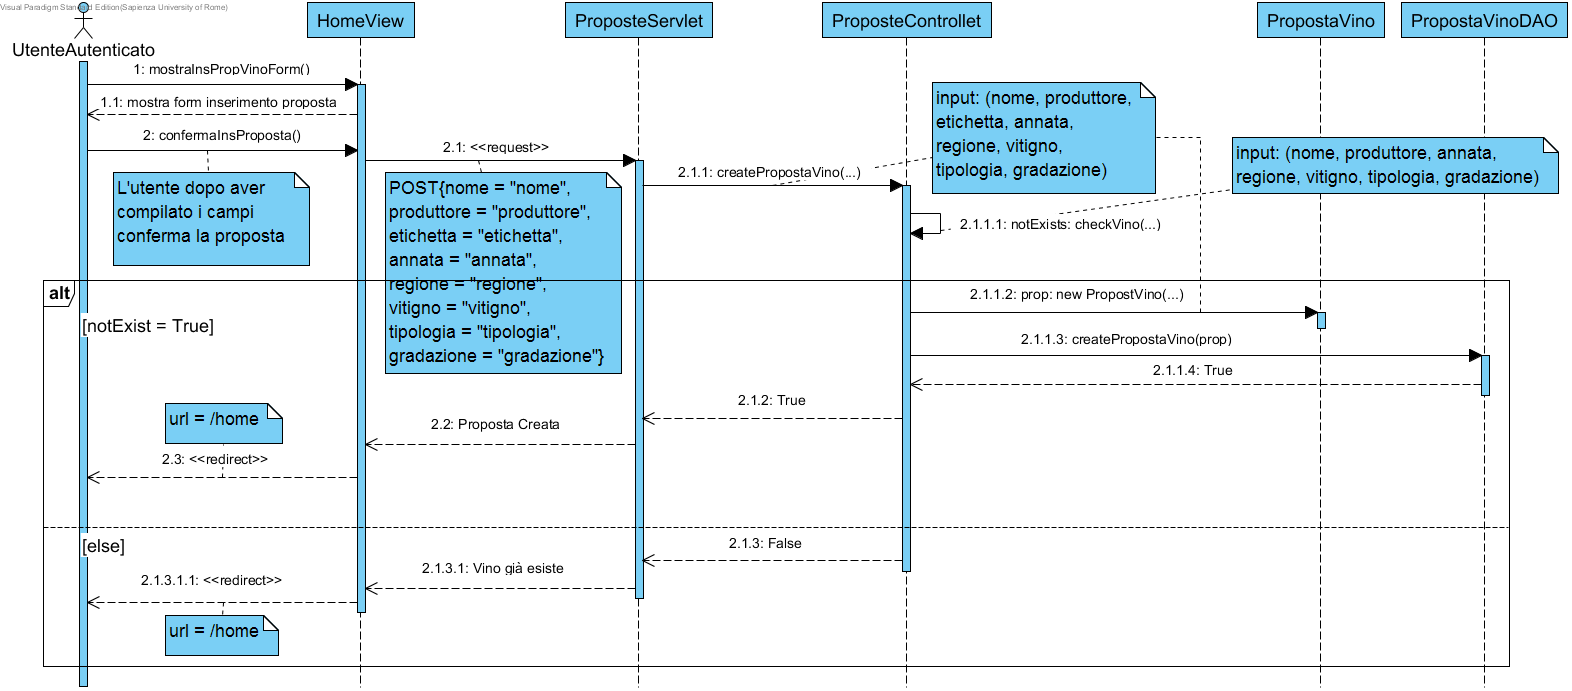 Visual Paradigm Standard Edition(Sapienza University of Rome)
UtenteAutenticato
HomeView
ProposteServlet
ProposteControllet
PropostaVino
PropostaVinoDAO
1: mostraInsPropVinoForm()
1.1: mostra form inserimento proposta
2: confermaInsProposta()
L'utente dopo aver
compilato i campi
conferma la proposta
2.1: <<request>>
POST{nome = "nome",
produttore = "produttore",
etichetta = "etichetta",
annata = "annata",
regione = "regione",
vitigno = "vitigno",
tipologia = "tipologia",
gradazione = "gradazione"}
2.1.1: createPropostaVino(...)
input: (nome, produttore,
etichetta, annata,
regione, vitigno,
tipologia, gradazione)
input: (nome, produttore, annata,
regione, vitigno, tipologia, gradazione)
2.1.1.1: notExists: checkVino(...)
alt
[notExist = True]
2.1.1.2: prop: new PropostVino(...)
2.1.1.3: createPropostaVino(prop)
2.1.1.4: True
2.1.2: True
2.2: Proposta Creata
url = /home
2.3: <<redirect>>
[else]
2.1.3: False
2.1.3.1: Vino già esiste
2.1.3.1.1: <<redirect>>
url = /home